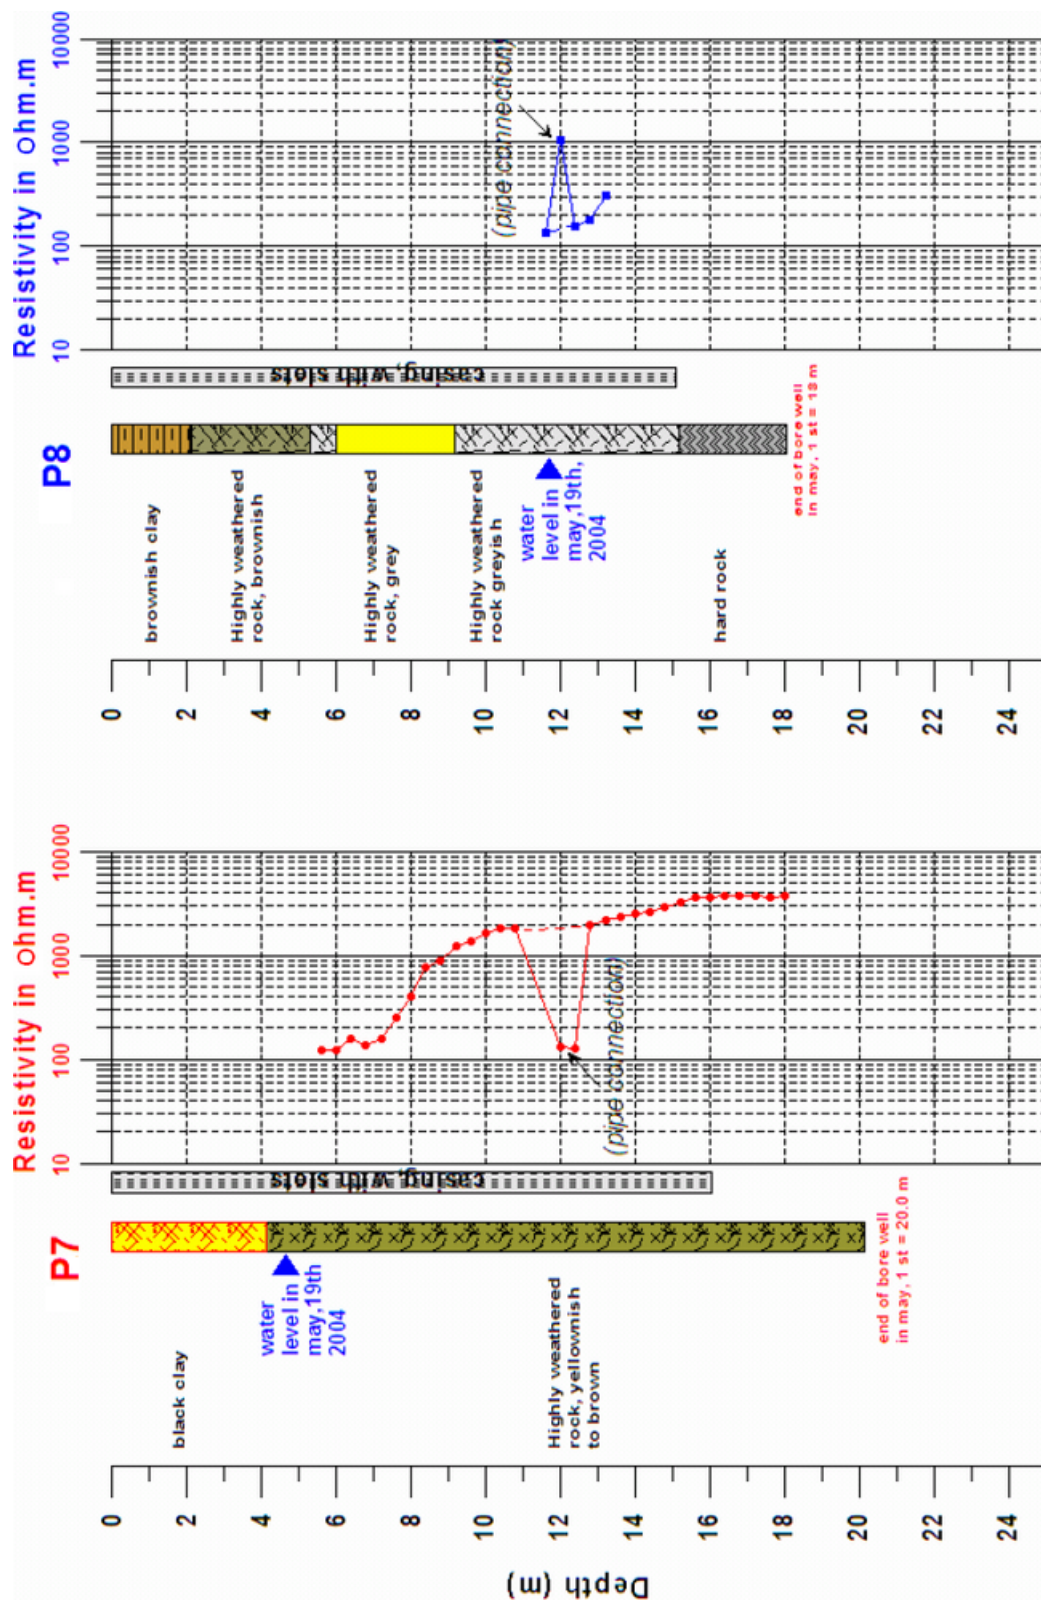 P7
Resistivity in Ohm.m
10
100
1000
10000
Depth (m)
0
2
4
6
8
10
12
14
16
18
20
22
24
black clay
water
level in
may,19th
2004
Highly weathered
rock, yellownish
to brown
end of bore well
in may, 1 st = 20.0 m
casing,with slots
(pipe connection)
P8
Resistivity in Ohm.m
10
100
1000
10000
0
2
4
6
8
10
12
14
16
18
20
22
24
brownish clay
Highly weathered
rock, brownish
Highly weathered
rock, grey
Highly weathered
rock greyish
water
level in
may,19th,
2004
hard rock
end of bore well
in may, 1 st = 18 m
casing,with slots
(pipe connection)